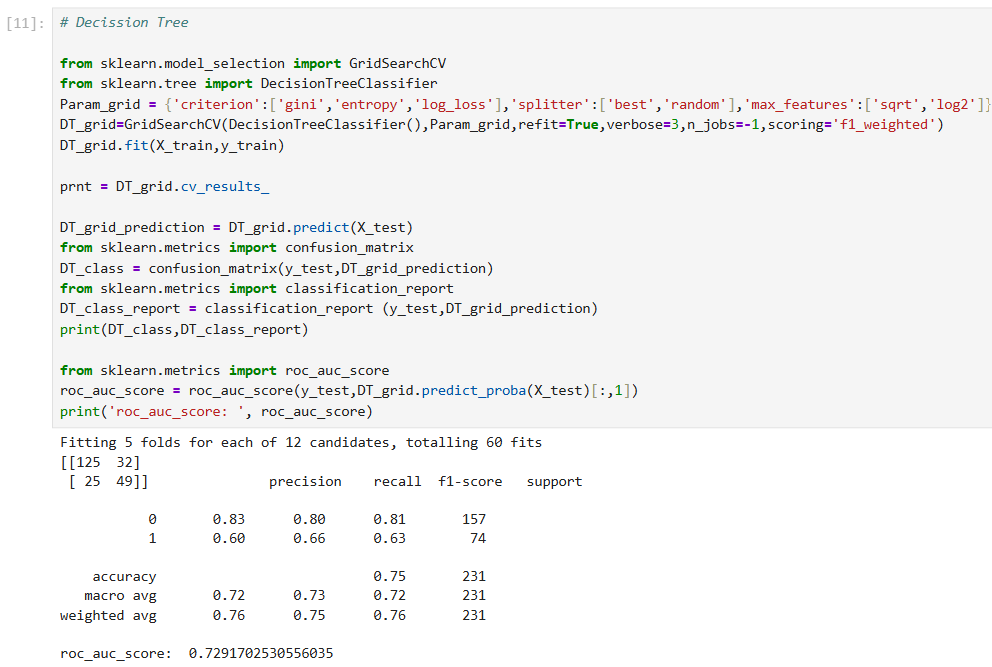 [11]: # Decission Tree
from sklearn.model_selection import GridSearchCV
from sklearn.tree import DecisionTreeClassifier
Param_grid = {'criterion':['gini','entropy','log_loss'],'splitter':['best','random'],'max_features':['sqrt','log2']}
DT_grid=GridSearchCV(DecisionTreeClassifier(),Param_grid,refit=True,verbose=3,n_jobs=-1,scoring='f1_weighted')
DT_grid.fit(X_train,y_train)
prnt = DT_grid.cv_results_
DT_grid_prediction = DT_grid.predict(X_test)
from sklearn.metrics import confusion_matrix
DT_class = confusion_matrix(y_test,DT_grid_prediction)
from sklearn.metrics import classification_report
DT_class_report = classification_report (y_test,DT_grid_prediction)
print(DT_class,DT_class_report)
from sklearn.metrics import roc_auc_score
roc_auc_score = roc_auc_score(y_test,DT_grid.predict_proba(X_test)[:,1])
print('roc_auc_score: ', roc_auc_score)
Fitting 5 folds for each of 12 candidates, totalling 60 fits
[[125  32]
 [ 25  49]]               precision    recall  f1-score   support
           0       0.83      0.80      0.81       157
           1       0.60      0.66      0.63        74
    accuracy                           0.75       231
   macro avg       0.72      0.73      0.72       231
weighted avg       0.76      0.75      0.76       231
roc_auc_score:  0.7291702530556035